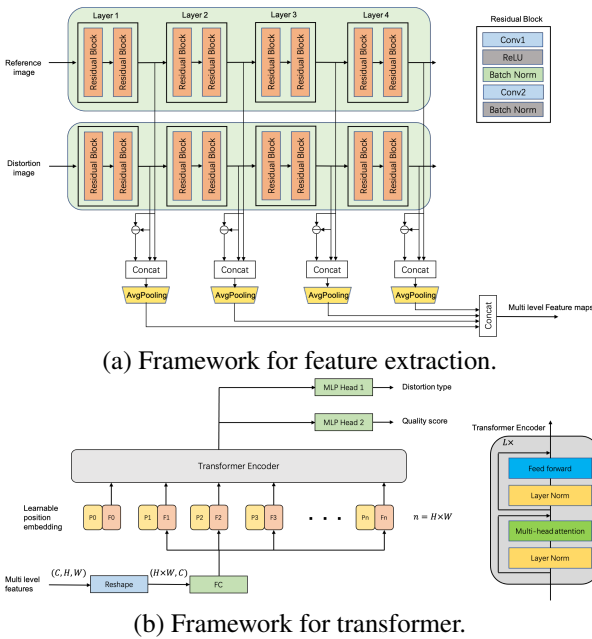 Layer 1
Layer 2
Layer 3
Layer 4
Residual Block
Reference image
Residual Block
Residual Block
Residual Block
Residual Block
Residual Block
Residual Block
Residual Block
Residual Block
Conv1
ReLU
Batch Norm
Conv2
Batch Norm
Distortion image
Residual Block
Residual Block
Residual Block
Residual Block
Residual Block
Residual Block
Residual Block
Residual Block
Concat
Concat
Concat
Concat
AvgPooling
AvgPooling
AvgPooling
AvgPooling
Concat
Multi level Feature maps
(a) Framework for feature extraction.
MLP Head 1
Distortion type
MLP Head 2
Quality score
Transformer Encoder
Learnable position embedding
P0 F0
P1 F1
P2 F2
P3 F3
. . .
Pn Fn
n = H×W
Multi level features
(C, H, W)
Reshape
(H×W, C)
FC
Transformer Encoder
L×
Feed forward
Layer Norm
Multi-head attention
Layer Norm
(b) Framework for transformer.